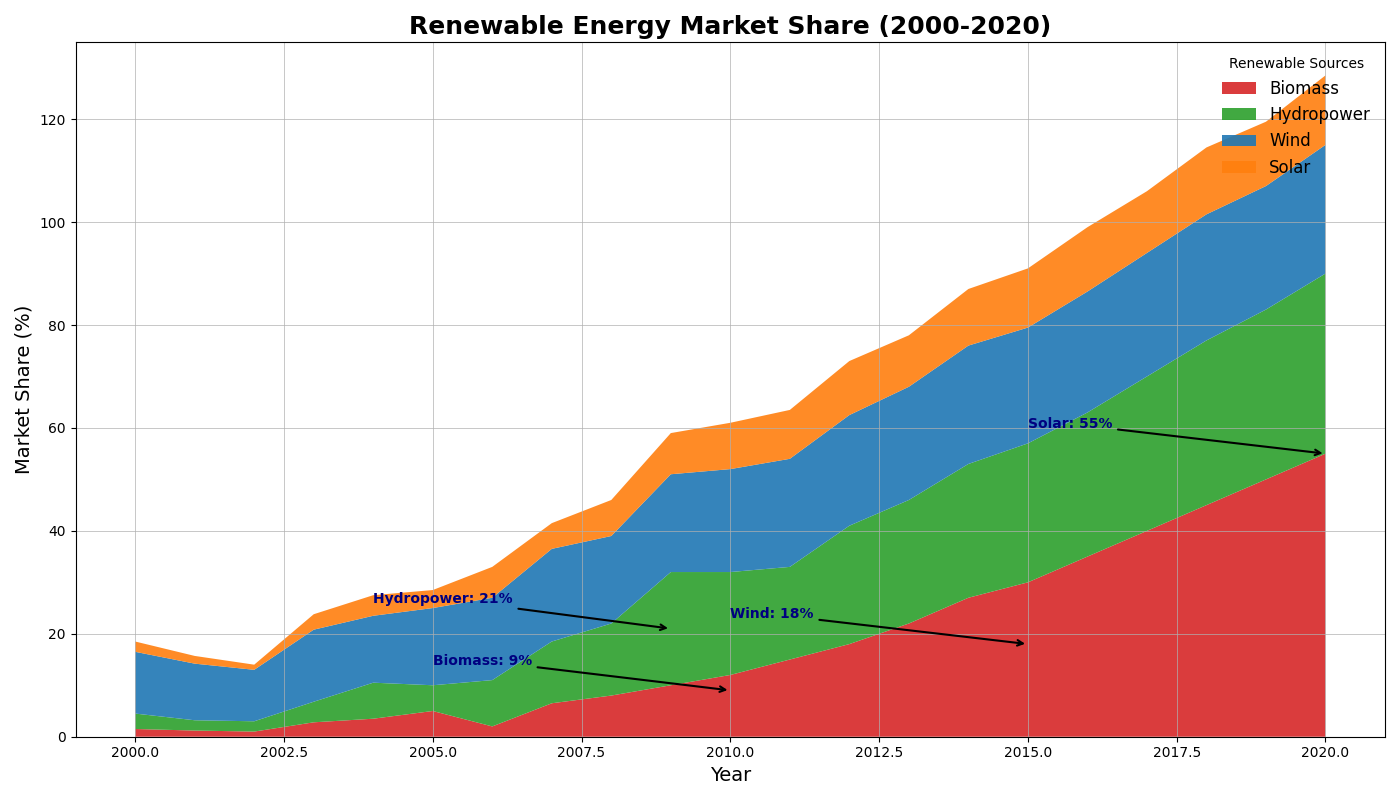 Renewable Energy Market Share (2000-2020)
Renewable Sources
Biomass
Hydropower
Wind
Solar
Market Share (%)
120
100
80
60
40
20
0
Solar: 55%
Hydropower: 21%
Wind: 18%
Biomass: 9%
2000.0 2002.5 2005.0 2007.5 2010.0 2012.5 2015.0 2017.5 2020.0
Year